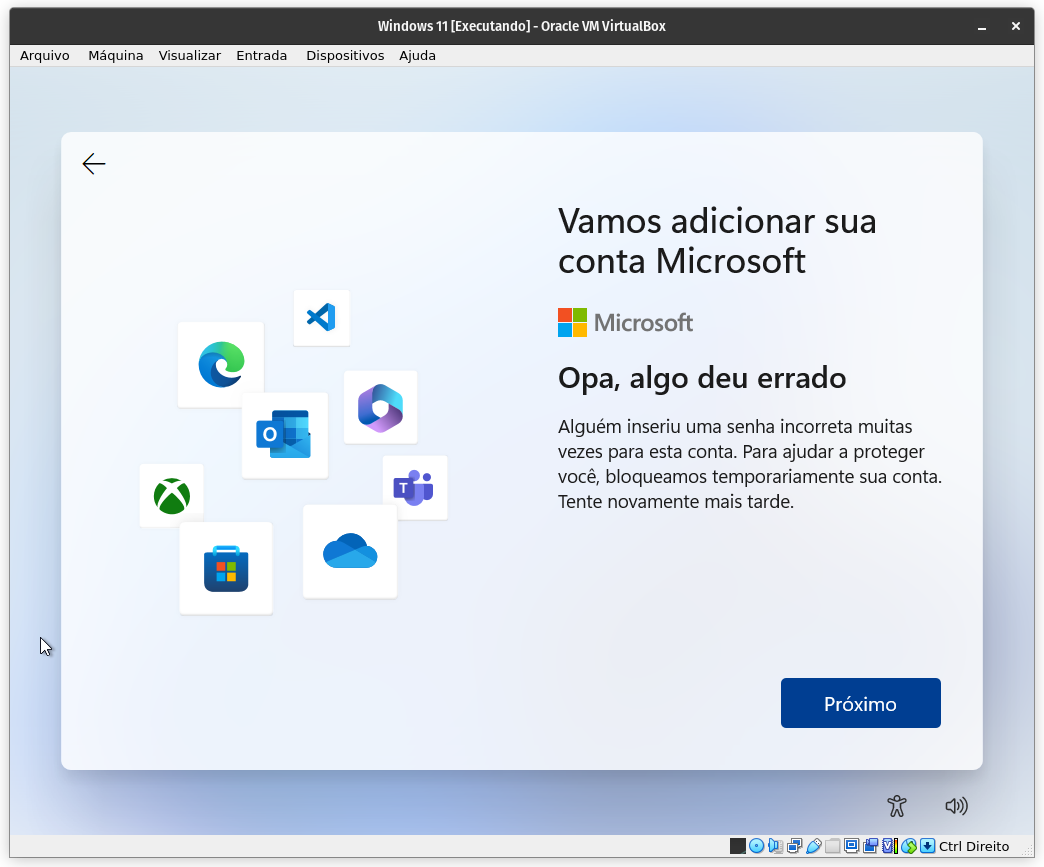 Windows 11 [Executando] - Oracle VM VirtualBox
Arquivo Máquina Visualizar Entrada Dispositivos Ajuda
Vamos adicionar sua
conta Microsoft
Microsoft
Opa, algo deu errado
Alguém inseriu uma senha incorreta muitas
vezes para esta conta. Para ajudar a proteger
você, bloqueamos temporariamente sua conta.
Tente novamente mais tarde.
Próximo
Ctrl Direito